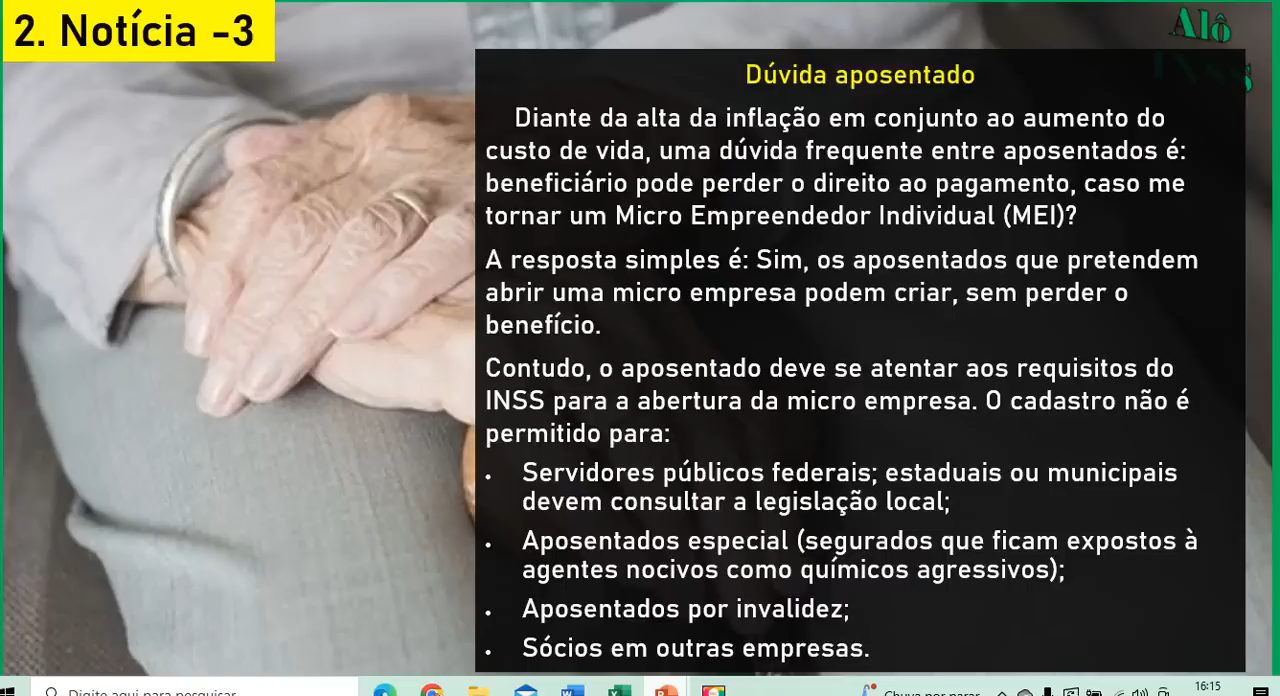 2. Notícia -3
Alô
INSS
Dúvida aposentado
Diante da alta da inflação em conjunto ao aumento do
custo de vida, uma dúvida frequente entre aposentados é:
beneficiário pode perder o direito ao pagamento, caso me
tornar um Micro Empreendedor Individual (MEI)?
A resposta simples é: Sim, os aposentados que pretendem
abrir uma micro empresa podem criar, sem perder o
benefício.
Contudo, o aposentado deve se atentar aos requisitos do
INSS para a abertura da micro empresa. O cadastro não é
permitido para:
• Servidores públicos federais; estaduais ou municipais
devem consultar a legislação local;
• Aposentados especial (segurados que ficam expostos à
agentes nocivos como químicos agressivos);
• Aposentados por invalidez;
• Sócios em outras empresas.
Digite aqui para pesquisar
Chuva por parar
16:15